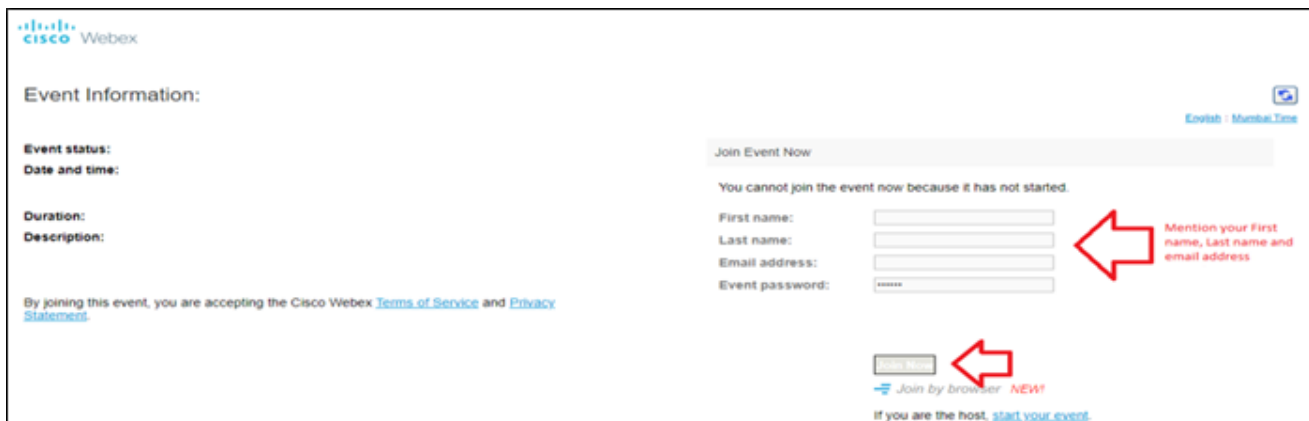 cisco Webex
Event Information:
English : Mumbai Time
Event status:
Date and time:
Duration:
Description:
By joining this event, you are accepting the Cisco Webex Terms of Service and Privacy
Statement.
Join Event Now
You cannot join the event now because it has not started.
First name:
Last name:
Email address:
Event password:
Mention your First
name, Last name and
email address
Join Now
Join by browser NEW!
If you are the host, start your event.